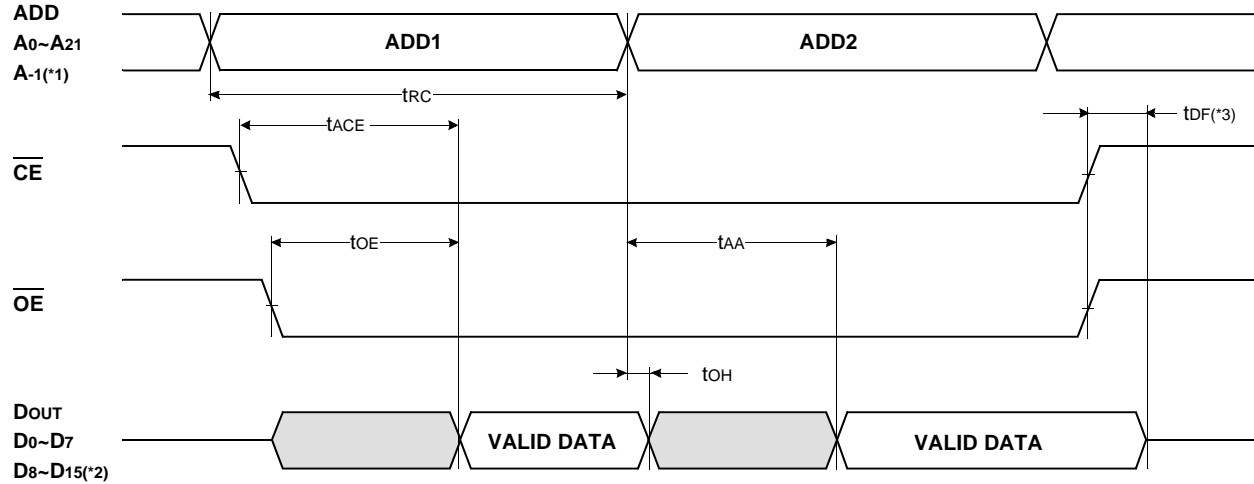 ADD
A0~A21
A-1(*1)
ADD1
ADD2
tRC
tACE
tDF(*3)
CE
tOE
tAA
OE
tOH
DOUT
D0~D7
D8~D15(*2)
VALID DATA
VALID DATA